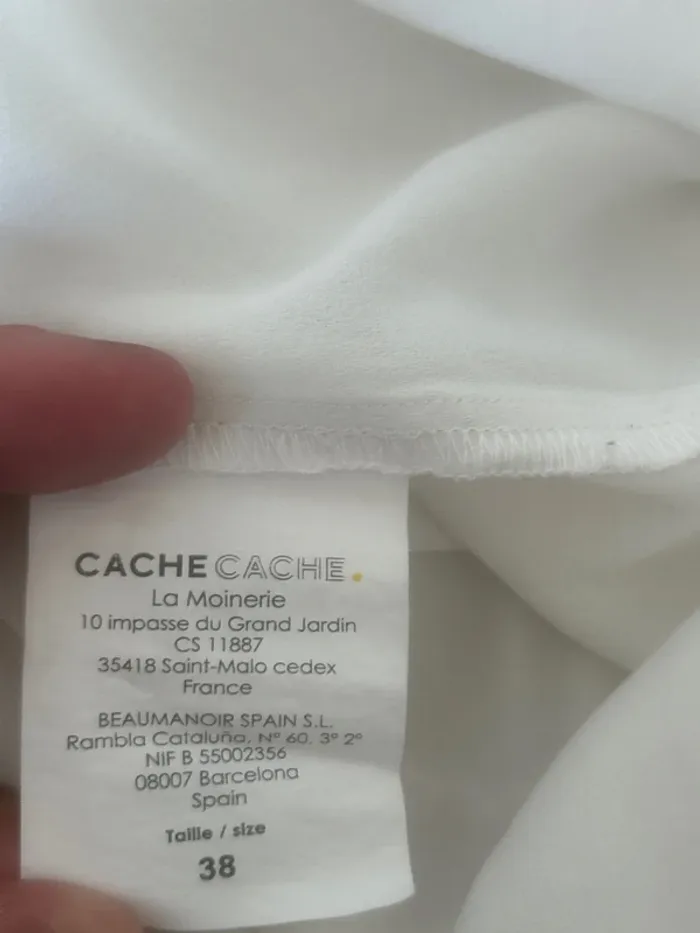 CACHE CACHE.
La Moinerie
10 impasse du Grand Jardin
CS 11887
35418 Saint-Malo cedex
France
BEAUMANOIR SPAIN S.L.
Rambla Cataluña, Nº 60, 3º 2º
NIF B 55002356
08007 Barcelona
Spain
Taille / size
38